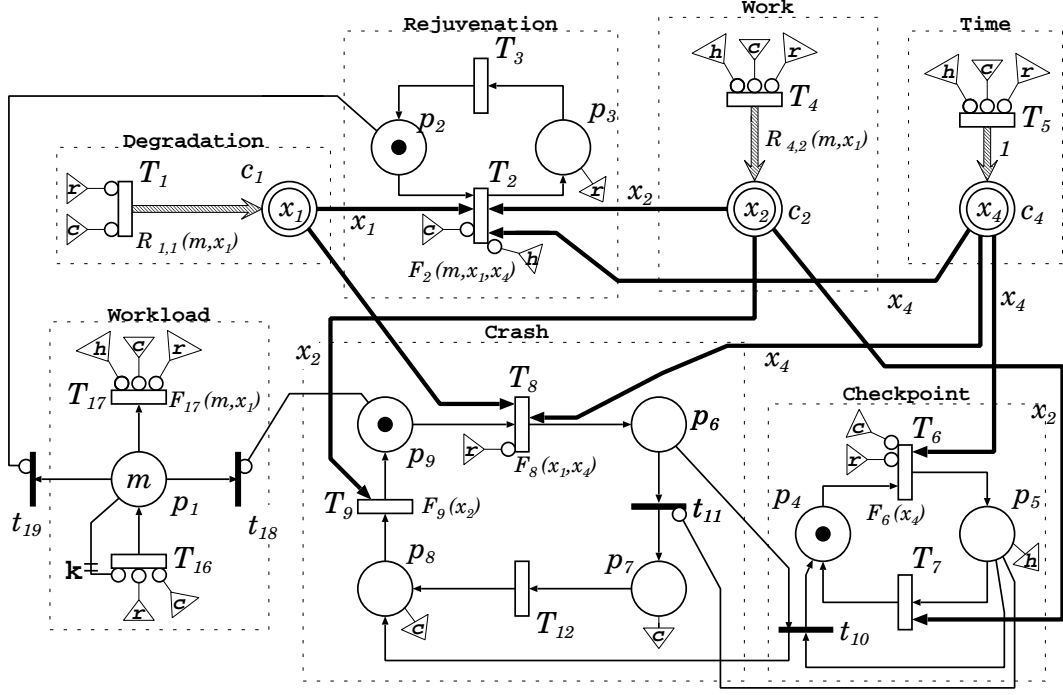 Rejuvenation
Work
Time
h c r
h c r
T3
p2
p3
T4
T5
Degradation
R4,2(m,x1)
1
T1
c1
T2
r
r
x1
x2
x2
c2
x4
c4
x1
c
c
h
R1,1(m,x1)
F2(m,x1,x4)
x4
x4
Workload
Crash
h c r
x2
x4
T8
Checkpoint
T17
F17(m,x1)
x2
p6
c
T6
p9
r
r
F8(x1,x4)
m
p1
T9
F9(x2)
t11
p4
F6(x4)
p5
t19
t18
T16
p8
p7
T7
h
k
r
c
c
T12
c
t10